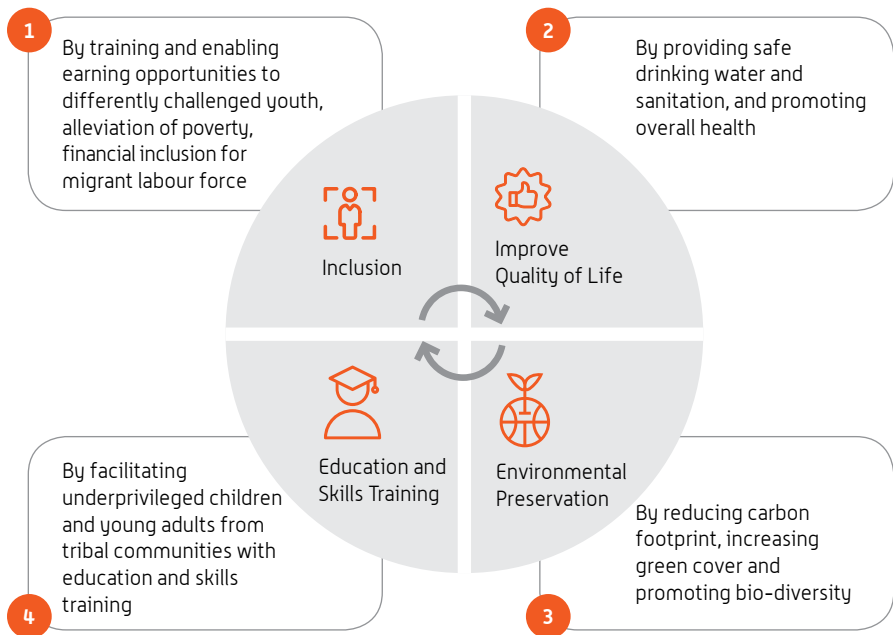 1
By training and enabling
earning opportunities to
differently challenged youth,
alleviation of poverty,
financial inclusion for
migrant labour force
Inclusion
2
By providing safe
drinking water and
sanitation, and promoting
overall health
Improve
Quality of Life
Environmental
Preservation
By reducing carbon
footprint, increasing
green cover and
promoting bio-diversity
3
Education and
Skills Training
By facilitating
underprivileged children
and young adults from
tribal communities with
education and skills
training
4